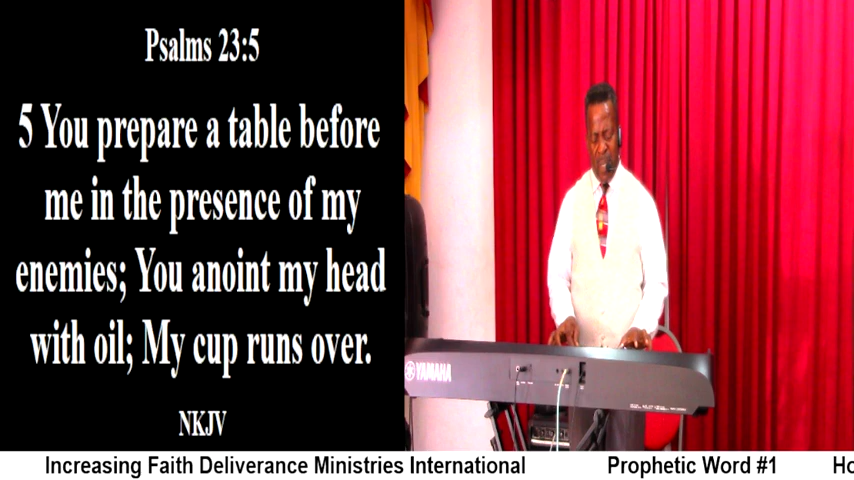 Psalms 23:5
5 You prepare a table before
me in the presence of my
enemies; You anoint my head
with oil; My cup runs over.
NKJV
YAMAHA
Increasing Faith Deliverance Ministries International Prophetic Word #1 Ho